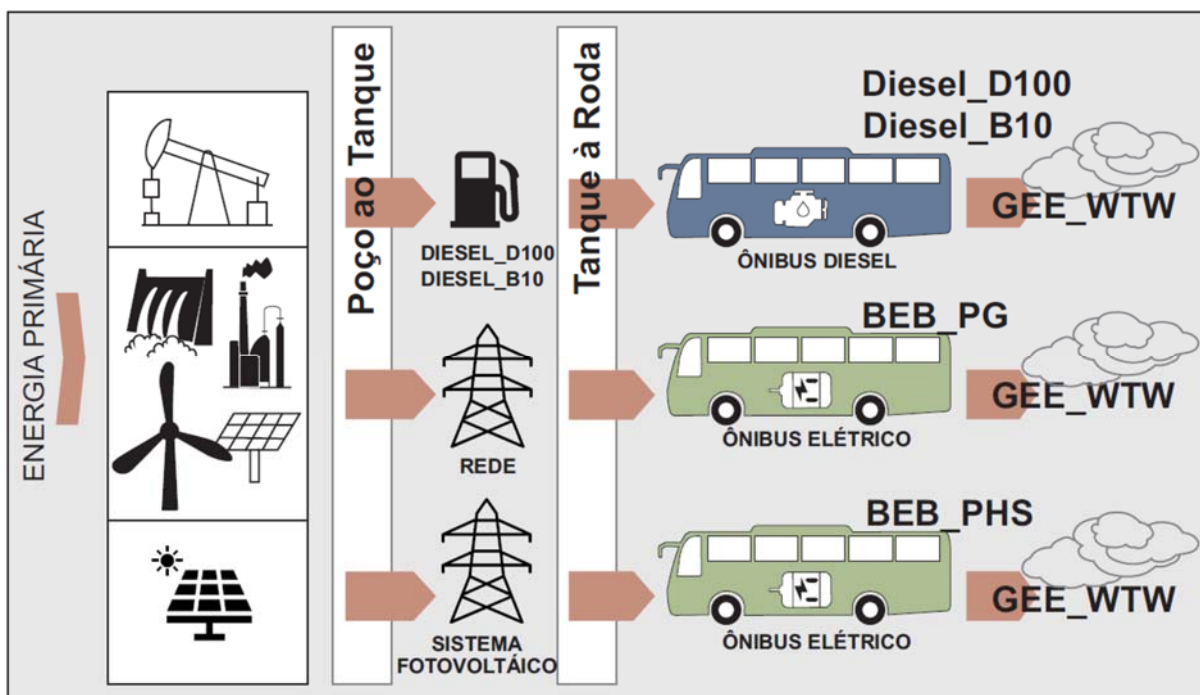 ENERGIA PRIMÁRIA
Poço ao Tanque
Tanque à Roda
DIESEL_D100
DIESEL_B10
Diesel_D100
Diesel_B10
ÔNIBUS DIESEL
GEE_WTW
REDE
BEB_PG
ÔNIBUS ELÉTRICO
GEE_WTW
SISTEMA
FOTOVOLTÁICO
BEB_PHS
ÔNIBUS ELÉTRICO
GEE_WTW